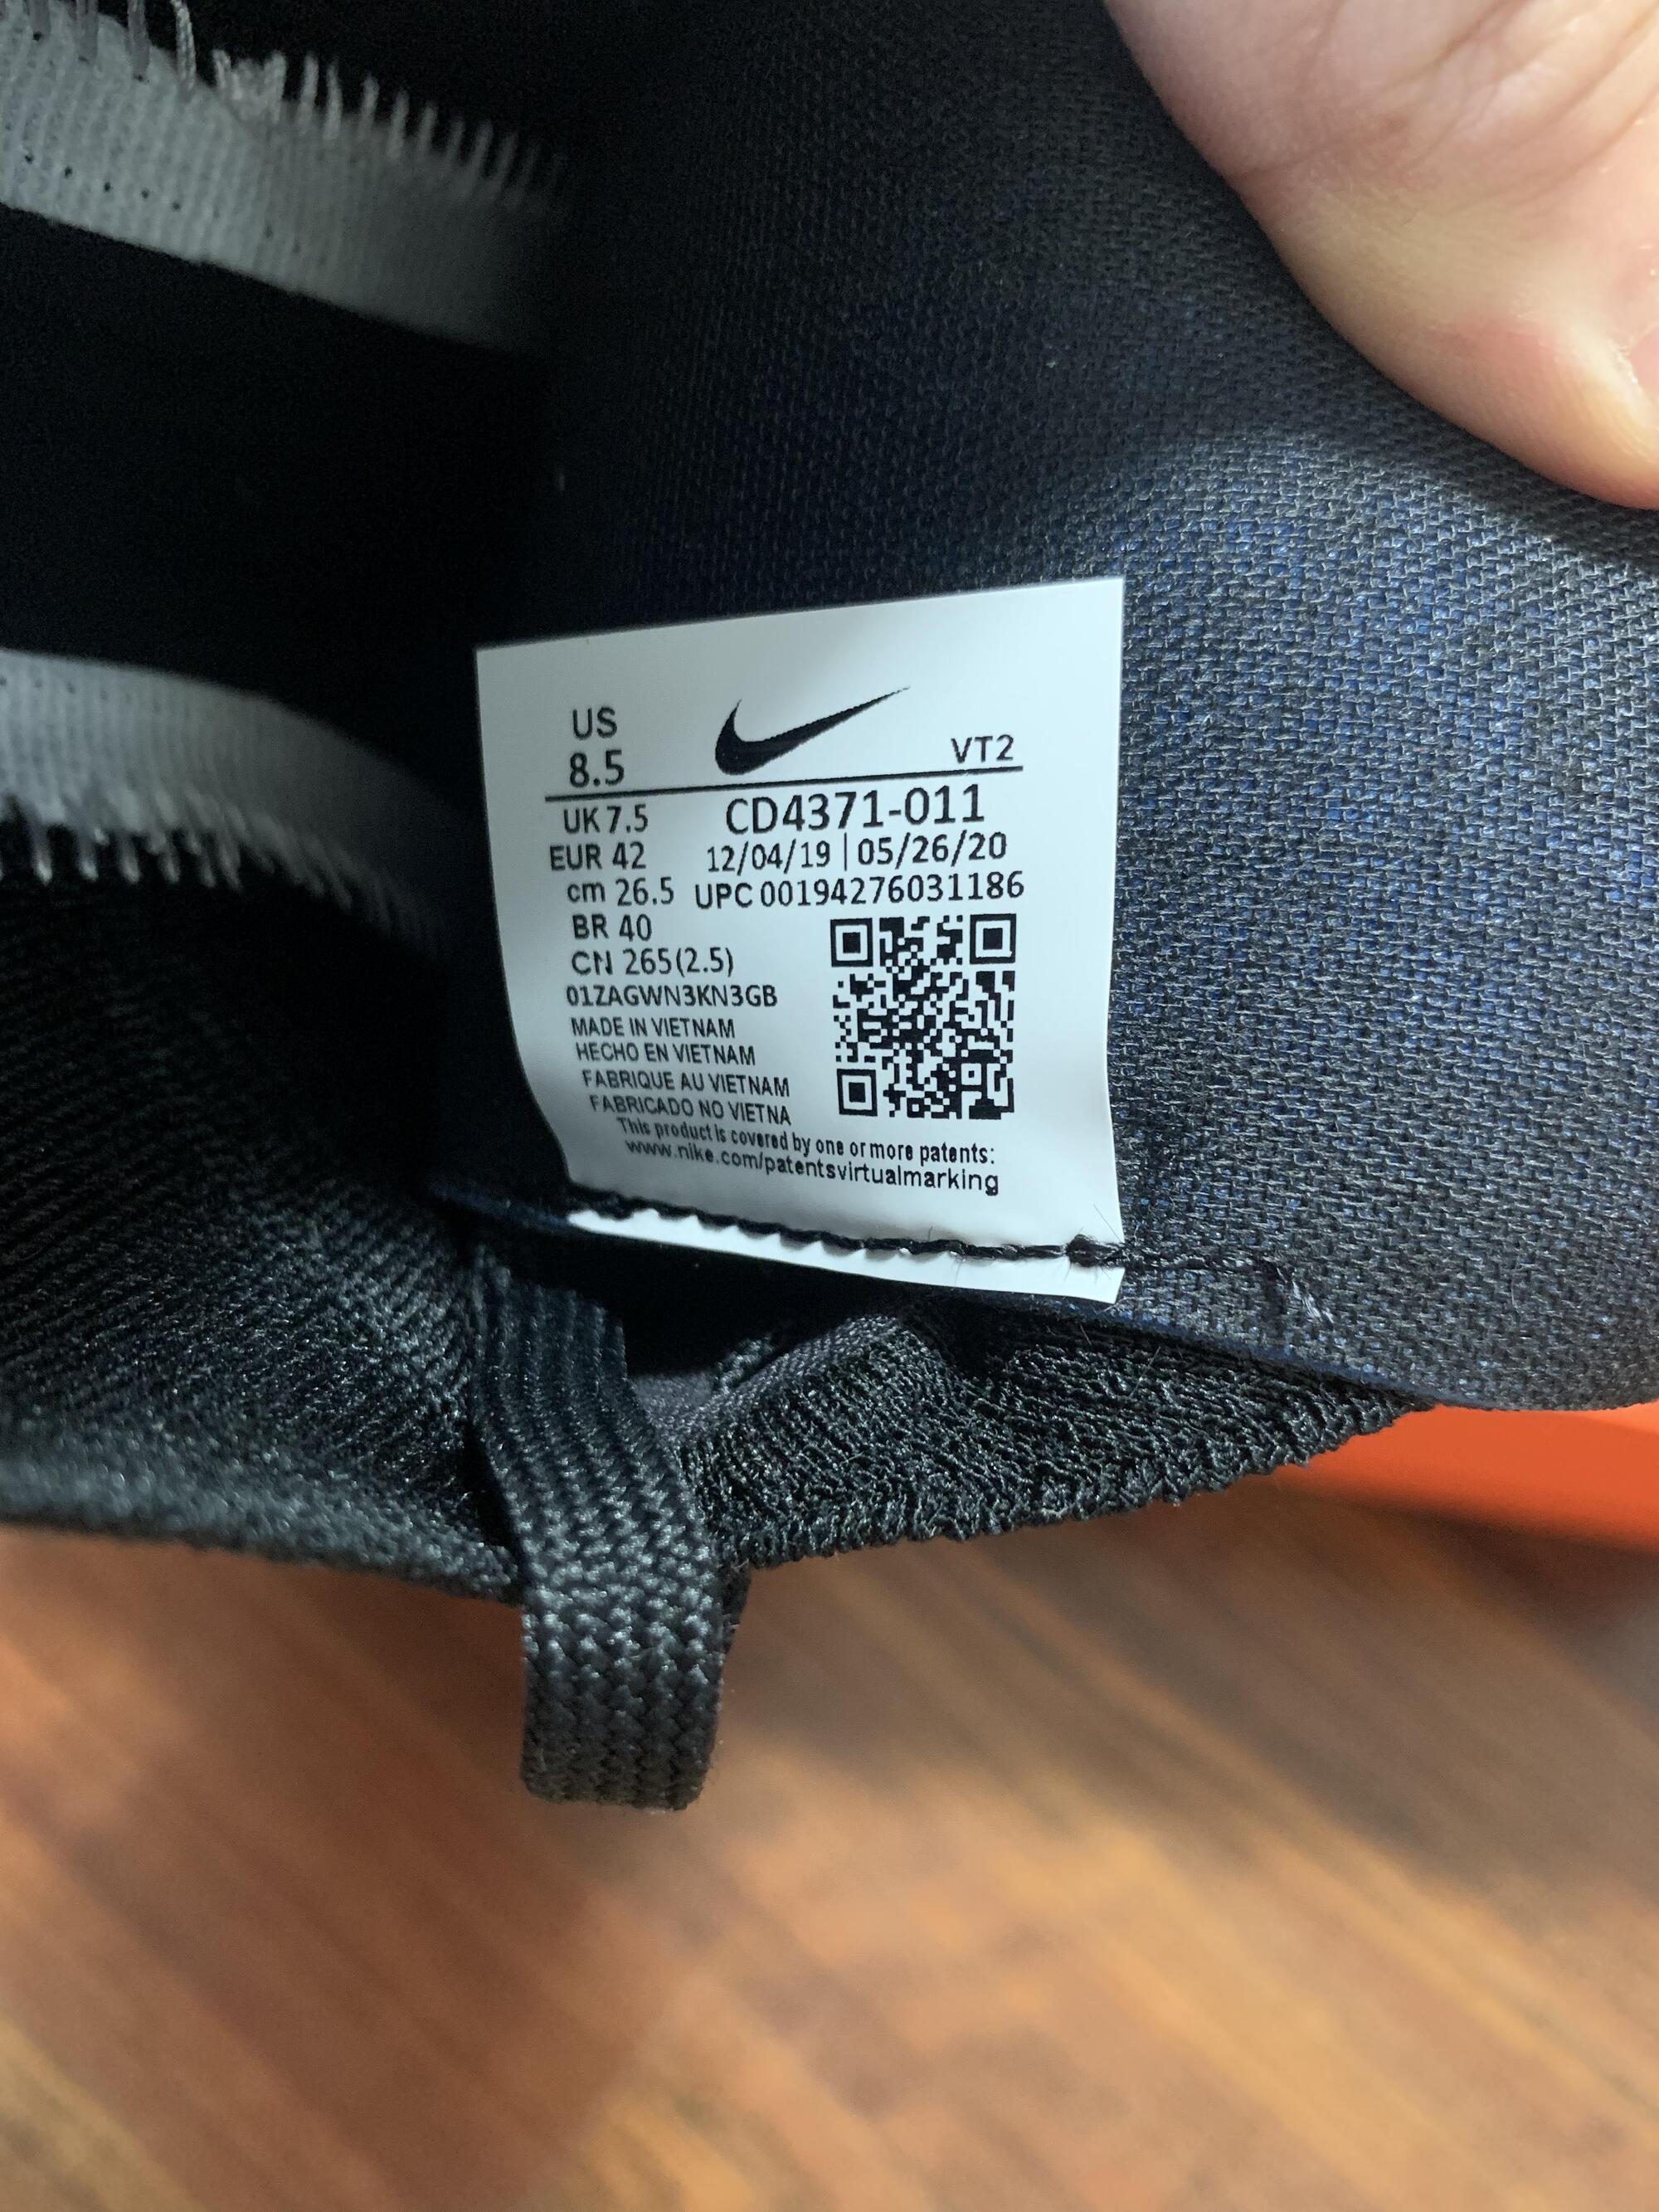 US
8.5
VT2
UK 7.5 CD4371-011
EUR 42 12/04/19 | 05/26/20
cm 26.5 UPC 00194276031186
BR 40
CN 265(2.5)
01ZAGWN3KN3GB
MADE IN VIETNAM
HECHO EN VIETNAM
FABRIQUE AU VIETNAM
FABRICADO NO VIETNA
This product is covered by one or more patents:
www.nike.com/patentsvirtualmarking